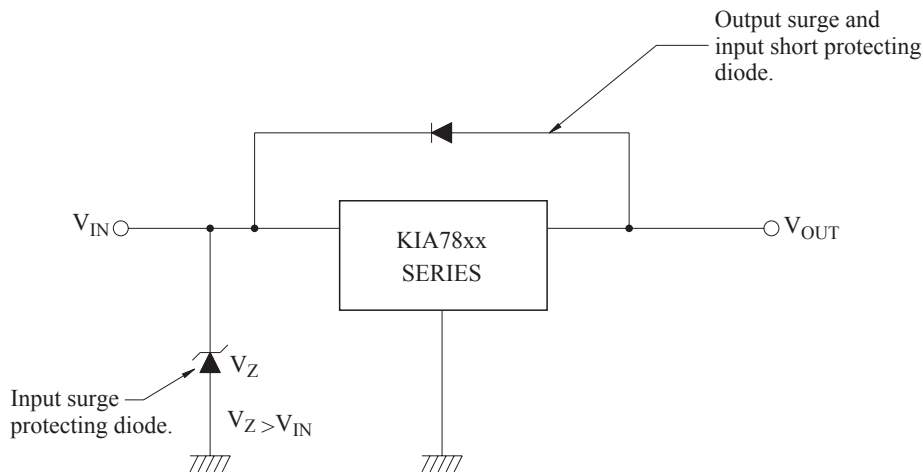 Output surge and
input short protecting
diode.
V_IN
KIA78xx
SERIES
V_OUT
V_Z
Input surge
protecting diode.
V_Z >V_IN